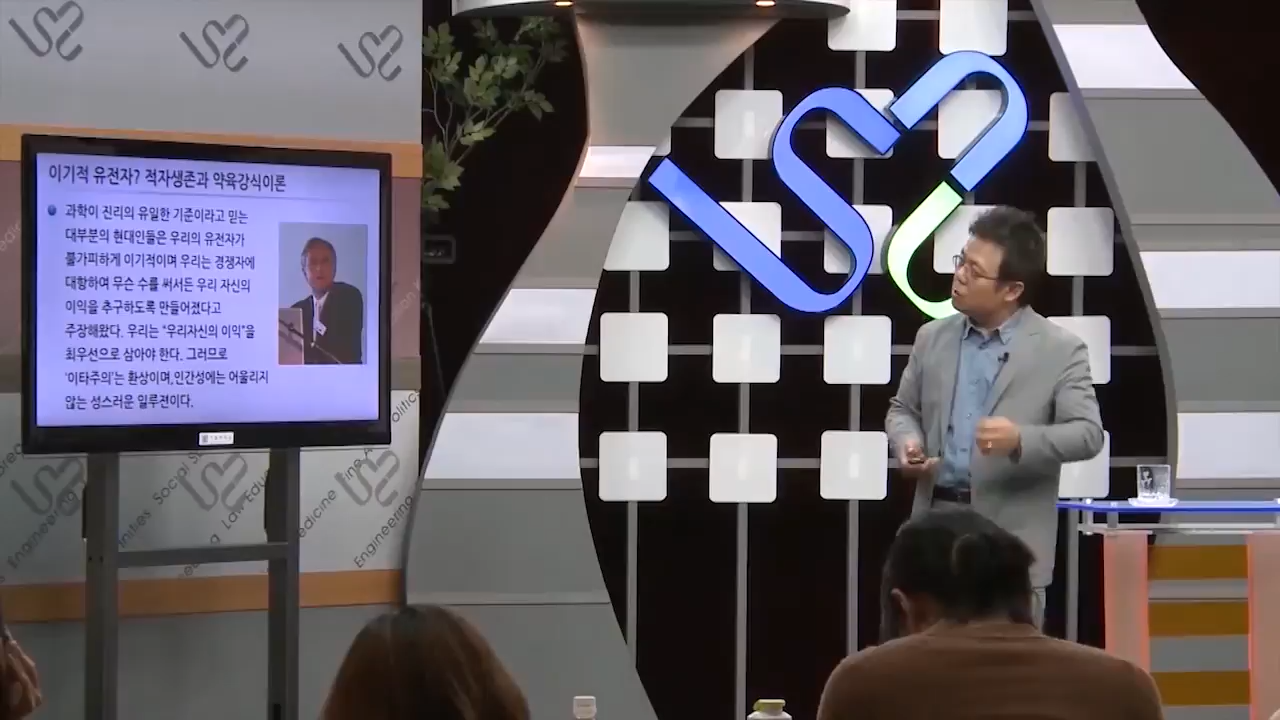 이기적 유전자? 적자생존과 약육강식이론
과학이 진리의 유일한 기준이라고 믿는
대부분의 현대인들은 우리의 유전자가
불가피하게 이기적이며 우리는 경쟁자에
대항하여 무슨 수를 써서든 우리 자신의
이익을 추구하도록 만들어졌다고
주장해왔다. 우리는 "우리자신의 이익"을
최우선으로 삼아야 한다. 그러므로
'이타주의'는 환상이며,인간성에는 어울리지
않는 성스러운 일루젼이다.
Engineering
Social
Law
Medicine
Fine A
Politic
Engineering